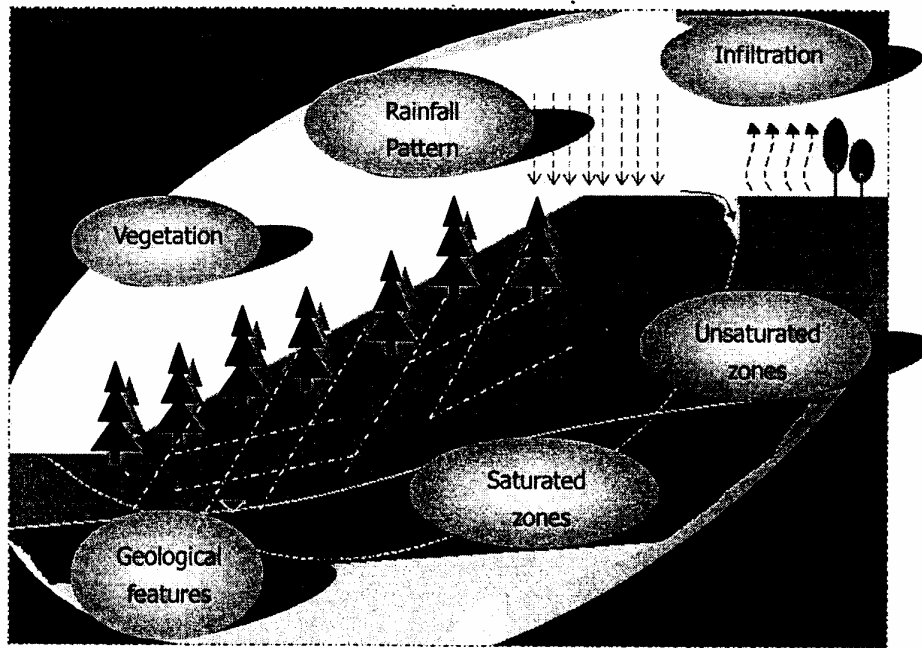 Infiltration
Rainfall
Pattern
Vegetation
Unsaturated
zones
Saturated
zones
Geological
features